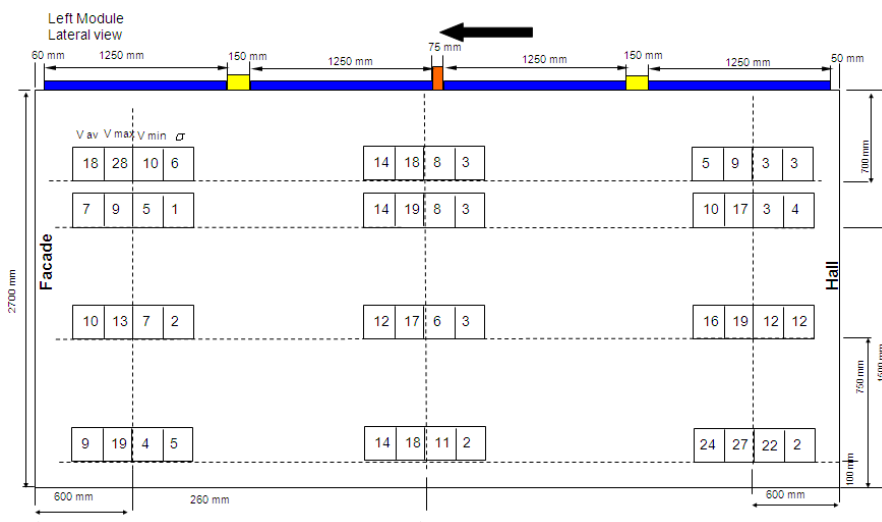 Left Module
Lateral view
60 mm 1250 mm 150 mm 1250 mm 75 mm 1250 mm 150 mm 1250 mm 50 mm
V av V max V min σ
18 28 10 6 14 18 8 3 5 9 3 3
700 mm
7 9 5 1 14 19 8 3 10 17 3 4
Facade
Hall
2700 mm
10 13 7 2 12 17 6 3 16 19 12 12
750 mm
9 19 4 5 14 18 11 2 24 27 22 2
100 mm
600 mm 260 mm 600 mm